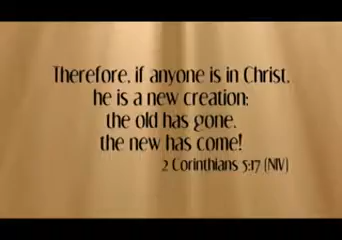 Therefore, if anyone is in Christ,
he is a new creation;
the old has gone,
the new has come!
2 Corinthians 5:17 (NIV)